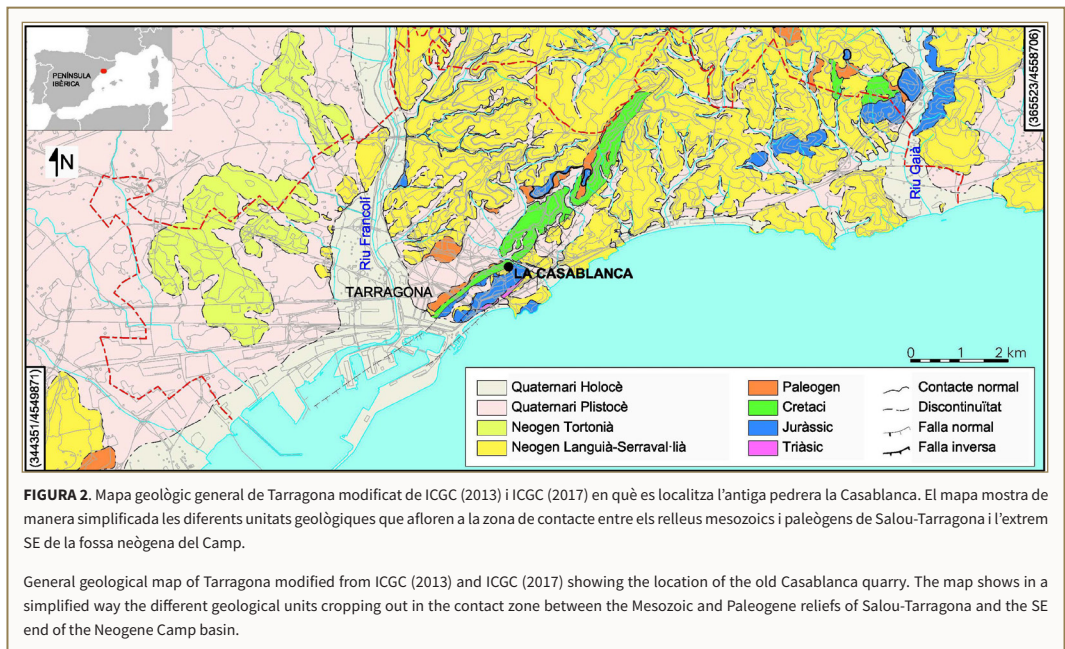 PENÍNSULA
IBÈRICA
N
(365523/4558706)
Riu Gaià
Riu Francolí
LA CASABLANCA
TARRAGONA
0 1 2 km
(344351/4549871)
Quaternari Holocè
Quaternari Plistocè
Neogen Tortonià
Neogen Languià-Serraval·lià
Paleogen
Cretaci
Juràssic
Triàsic
Contacte normal
Discontinuïtat
Falla normal
Falla inversa
FIGURA 2. Mapa geològic general de Tarragona modificat de ICGC (2013) i ICGC (2017) en què es localitza l’antiga pedrera la Casablanca. El mapa mostra de
manera simplificada les diferents unitats geològiques que afloren a la zona de contacte entre els relleus mesozoics i paleògens de Salou-Tarragona i l’extrem
SE de la fossa neògena del Camp.
General geological map of Tarragona modified from ICGC (2013) and ICGC (2017) showing the location of the old Casablanca quarry. The map shows in a
simplified way the different geological units cropping out in the contact zone between the Mesozoic and Paleogene reliefs of Salou-Tarragona and the SE
end of the Neogene Camp basin.